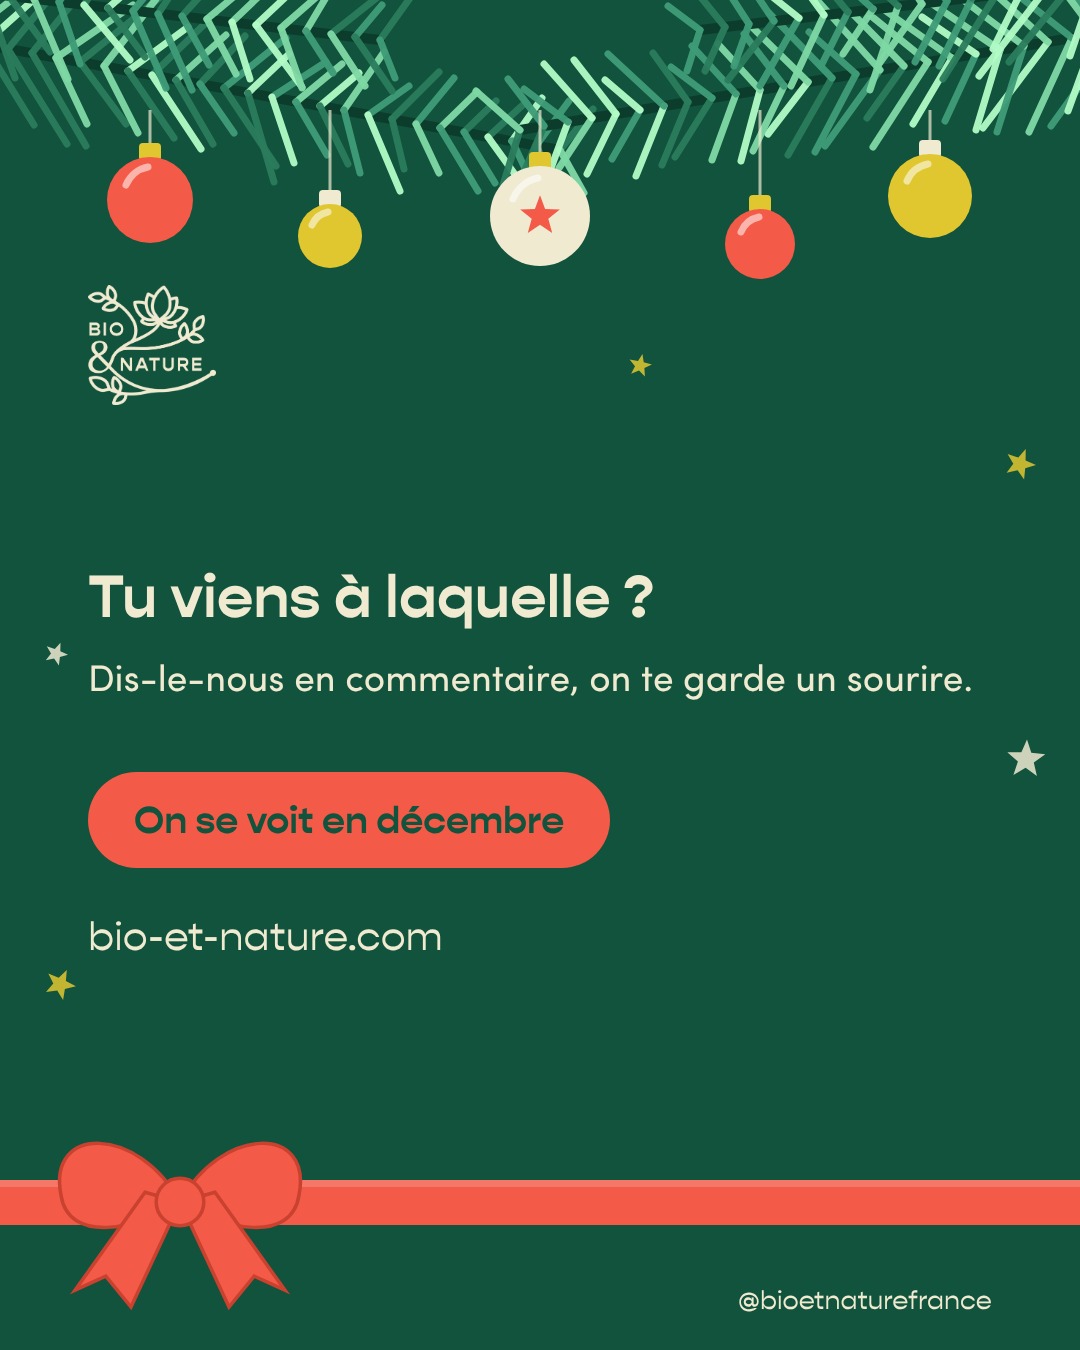 BIO
& NATURE
Tu viens à laquelle ?
Dis-le-nous en commentaire, on te garde un sourire.
On se voit en décembre
bio-et-nature.com
@bioetnaturefrance